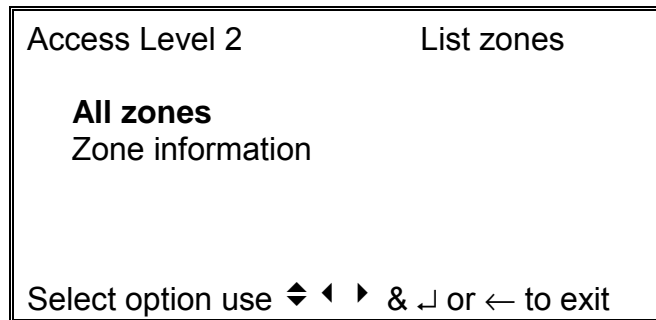 Access Level 2 List zones
All zones
Zone information
Select option use ⬘ ◀ ▶ & ↵ or ← to exit